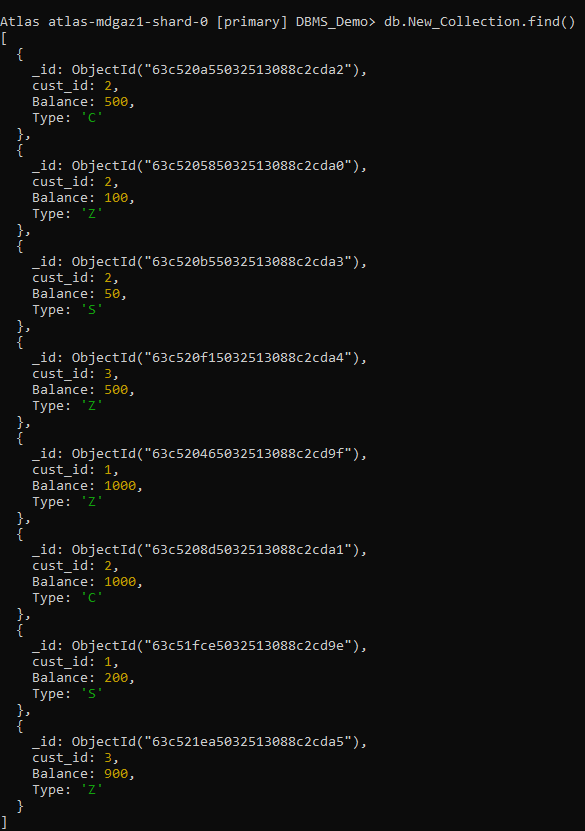 Atlas atlas-mdgaz1-shard-0 [primary] DBMS_Demo> db.New_Collection.find()
[
  {
    _id: ObjectId("63c520a55032513088c2cda2"),
    cust_id: 2,
    Balance: 500,
    Type: 'C'
  },
  {
    _id: ObjectId("63c520585032513088c2cda0"),
    cust_id: 2,
    Balance: 100,
    Type: 'Z'
  },
  {
    _id: ObjectId("63c520b55032513088c2cda3"),
    cust_id: 2,
    Balance: 50,
    Type: 'S'
  },
  {
    _id: ObjectId("63c520f15032513088c2cda4"),
    cust_id: 3,
    Balance: 500,
    Type: 'Z'
  },
  {
    _id: ObjectId("63c520465032513088c2cd9f"),
    cust_id: 1,
    Balance: 1000,
    Type: 'Z'
  },
  {
    _id: ObjectId("63c5208d5032513088c2cda1"),
    cust_id: 2,
    Balance: 1000,
    Type: 'C'
  },
  {
    _id: ObjectId("63c51fce5032513088c2cd9e"),
    cust_id: 1,
    Balance: 200,
    Type: 'S'
  },
  {
    _id: ObjectId("63c521ea5032513088c2cda5"),
    cust_id: 3,
    Balance: 900,
    Type: 'Z'
  }
]